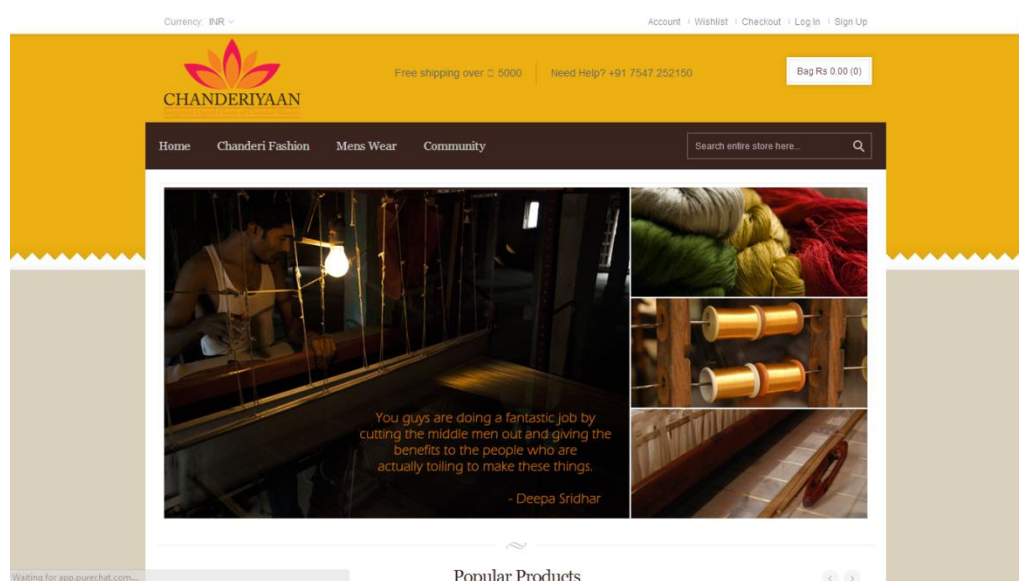 Currency: INR
Account Wishlist Checkout Log In Sign Up
CHANDERIYAAN
Free shipping over 5000
Need Help? +91 7547 252150
Bag Rs 0.00 (0)
Home Chanderi Fashion Mens Wear Community
Search entire store here...
You guys are doing a fantastic job by
cutting the middle men out and giving the
benefits to the people who are
actually toiling to make these things.
- Deepa Sridhar
Popular Products
Waiting for app.purechat.com...